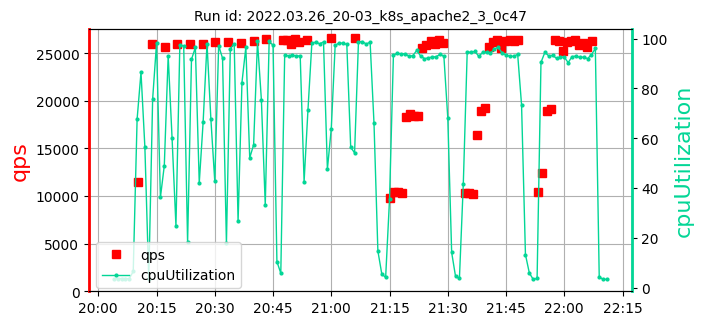 Run id: 2022.03.26_20-03_k8s_apache2_3_0c47
qps
25000
20000
15000
10000
5000
0
100
80
60
40
20
0
cpuUtilization
qps
cpuUtilization
20:00 20:15 20:30 20:45 21:00 21:15 21:30 21:45 22:00 22:15